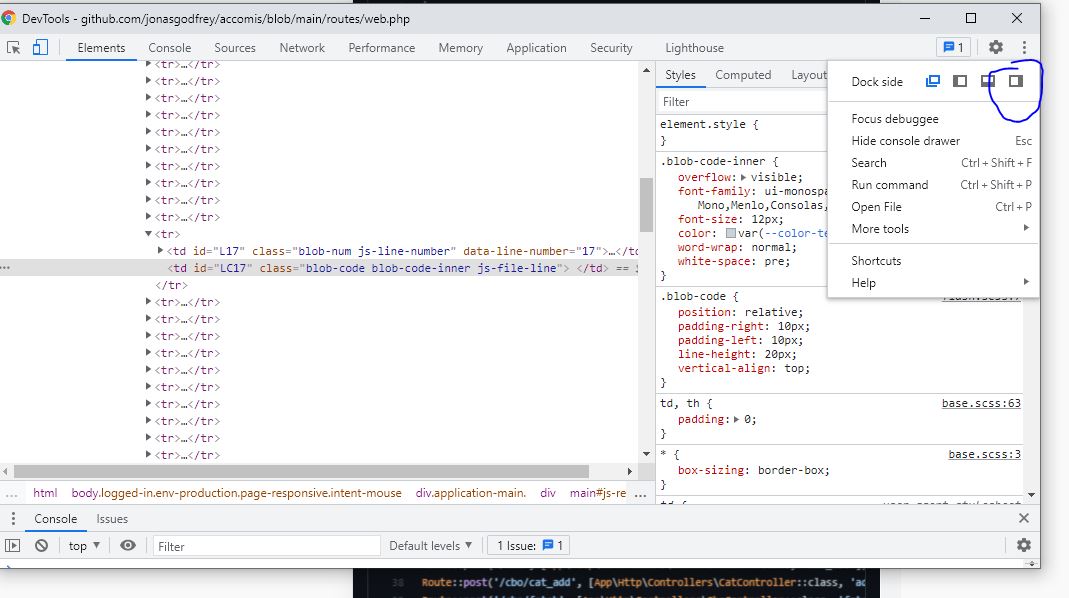 DevTools - github.com/jonasgodfrey/accomis/blob/main/routes/web.php
Elements Console Sources Network Performance Memory Application Security Lighthouse 1
<tr>…</tr>
<tr>…</tr>
<tr>…</tr>
<tr>…</tr>
<tr>…</tr>
<tr>…</tr>
<tr>…</tr>
<tr>…</tr>
<tr>…</tr>
<tr>…</tr>
<tr>
<td id="L17" class="blob-num js-line-number" data-line-number="17">…</td>
<td id="LC17" class="blob-code blob-code-inner js-file-line"> </td> ==
</tr>
<tr>…</tr>
<tr>…</tr>
<tr>…</tr>
<tr>…</tr>
<tr>…</tr>
<tr>…</tr>
<tr>…</tr>
<tr>…</tr>
<tr>…</tr>
<tr>…</tr>
... html body.logged-in.env-production.page-responsive.intent-mouse div.application-main. div main#js-re ...
Styles Computed Layout
Filter
element.style {
}
.blob-code-inner {
overflow: visible;
font-family: ui-monospa
Mono,Menlo,Consolas,
font-size: 12px;
color: var(--color-te
word-wrap: normal;
white-space: pre;
}
.blob-code {
position: relative;
padding-right: 10px;
padding-left: 10px;
line-height: 20px;
vertical-align: top;
}
td, th { base.scss:63
padding: 0;
}
* { base.scss:3
box-sizing: border-box;
}
Dock side
Focus debuggee
Hide console drawer Esc
Search Ctrl + Shift + F
Run command Ctrl + Shift + P
Open File Ctrl + P
More tools
Shortcuts
Help
Console Issues
top Filter Default levels 1 Issue: 1
38 Route::post('/cbo/cat_add', [App\Http\Controllers\CatController::class, 'ad